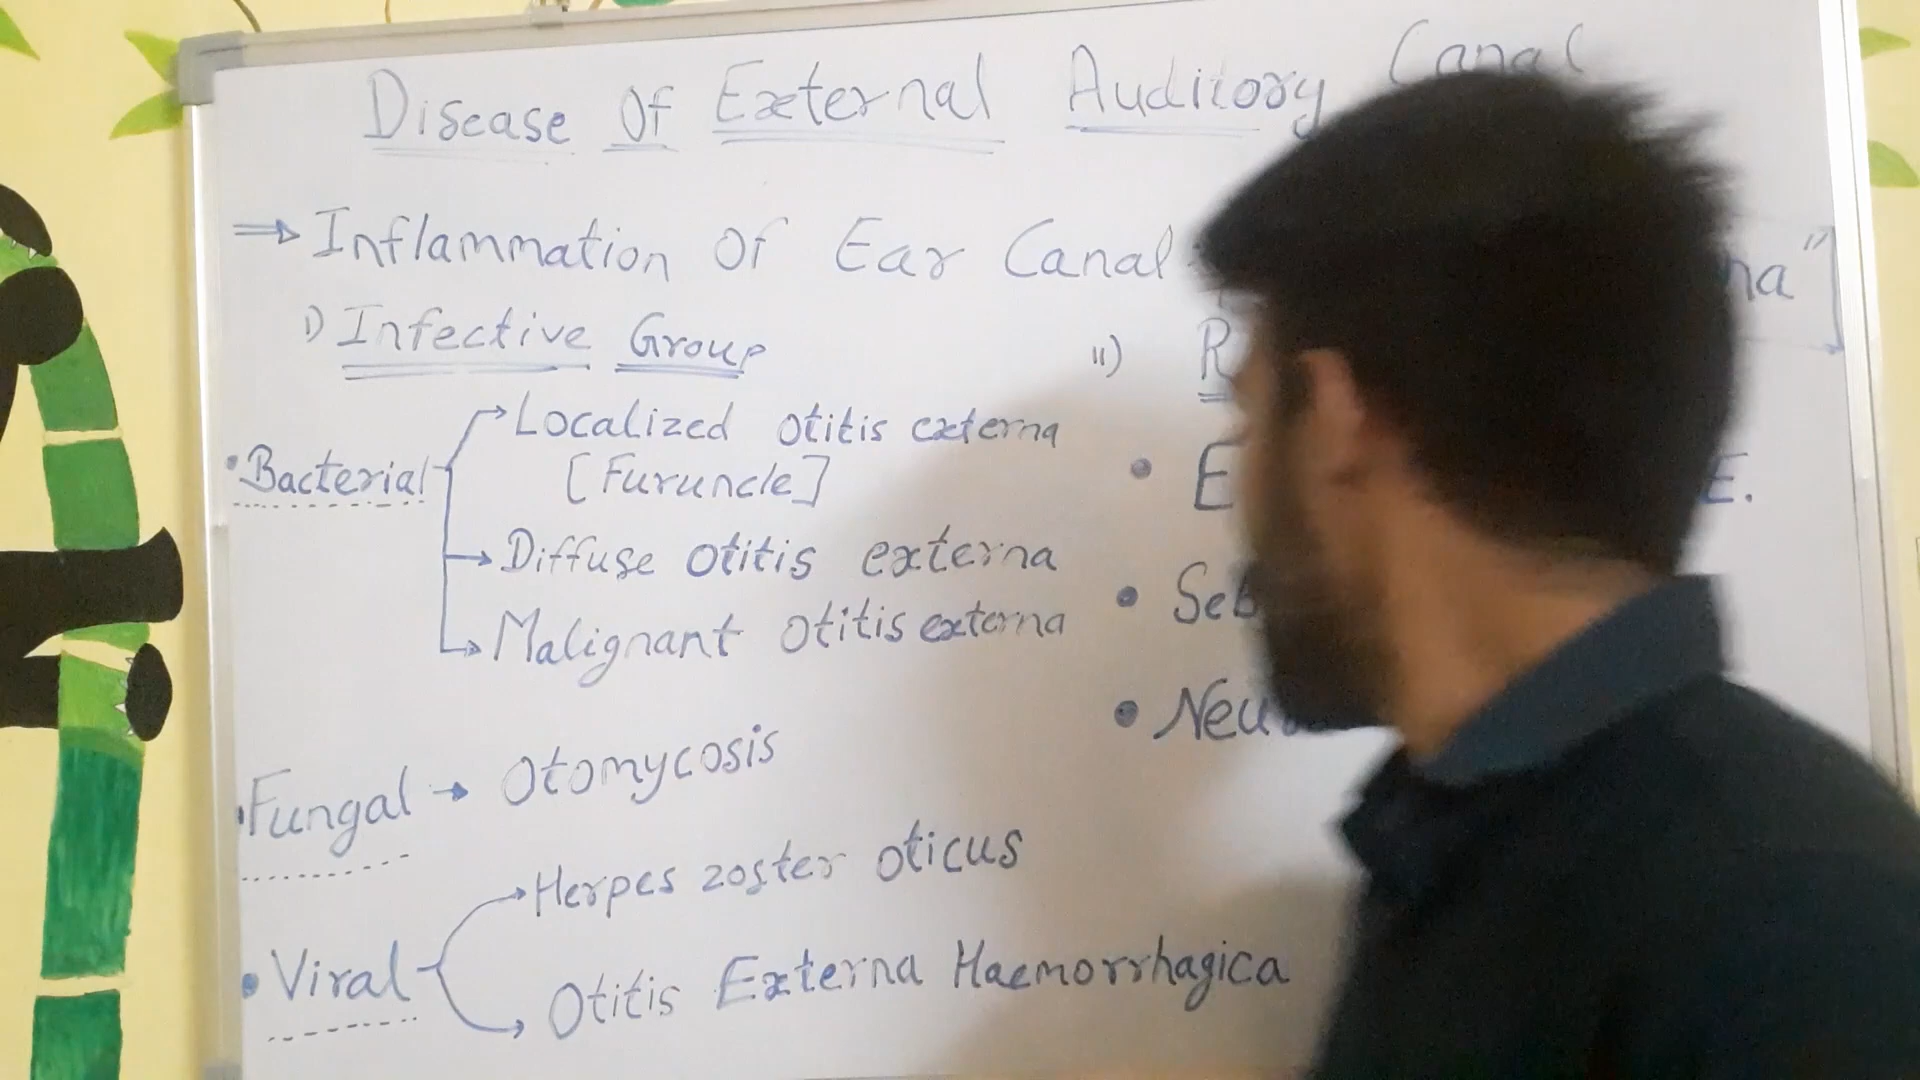 Disease Of External Auditory Canal
⇒ Inflammation Of Ear Canal
I) Infective Group
• Bacterial → Localized otitis externa
[Furuncle]
→ Diffuse otitis externa
→ Malignant otitis externa
• Fungal → Otomycosis
• Viral → Herpes zoster oticus
→ Otitis Externa Haemorrhagica
II)